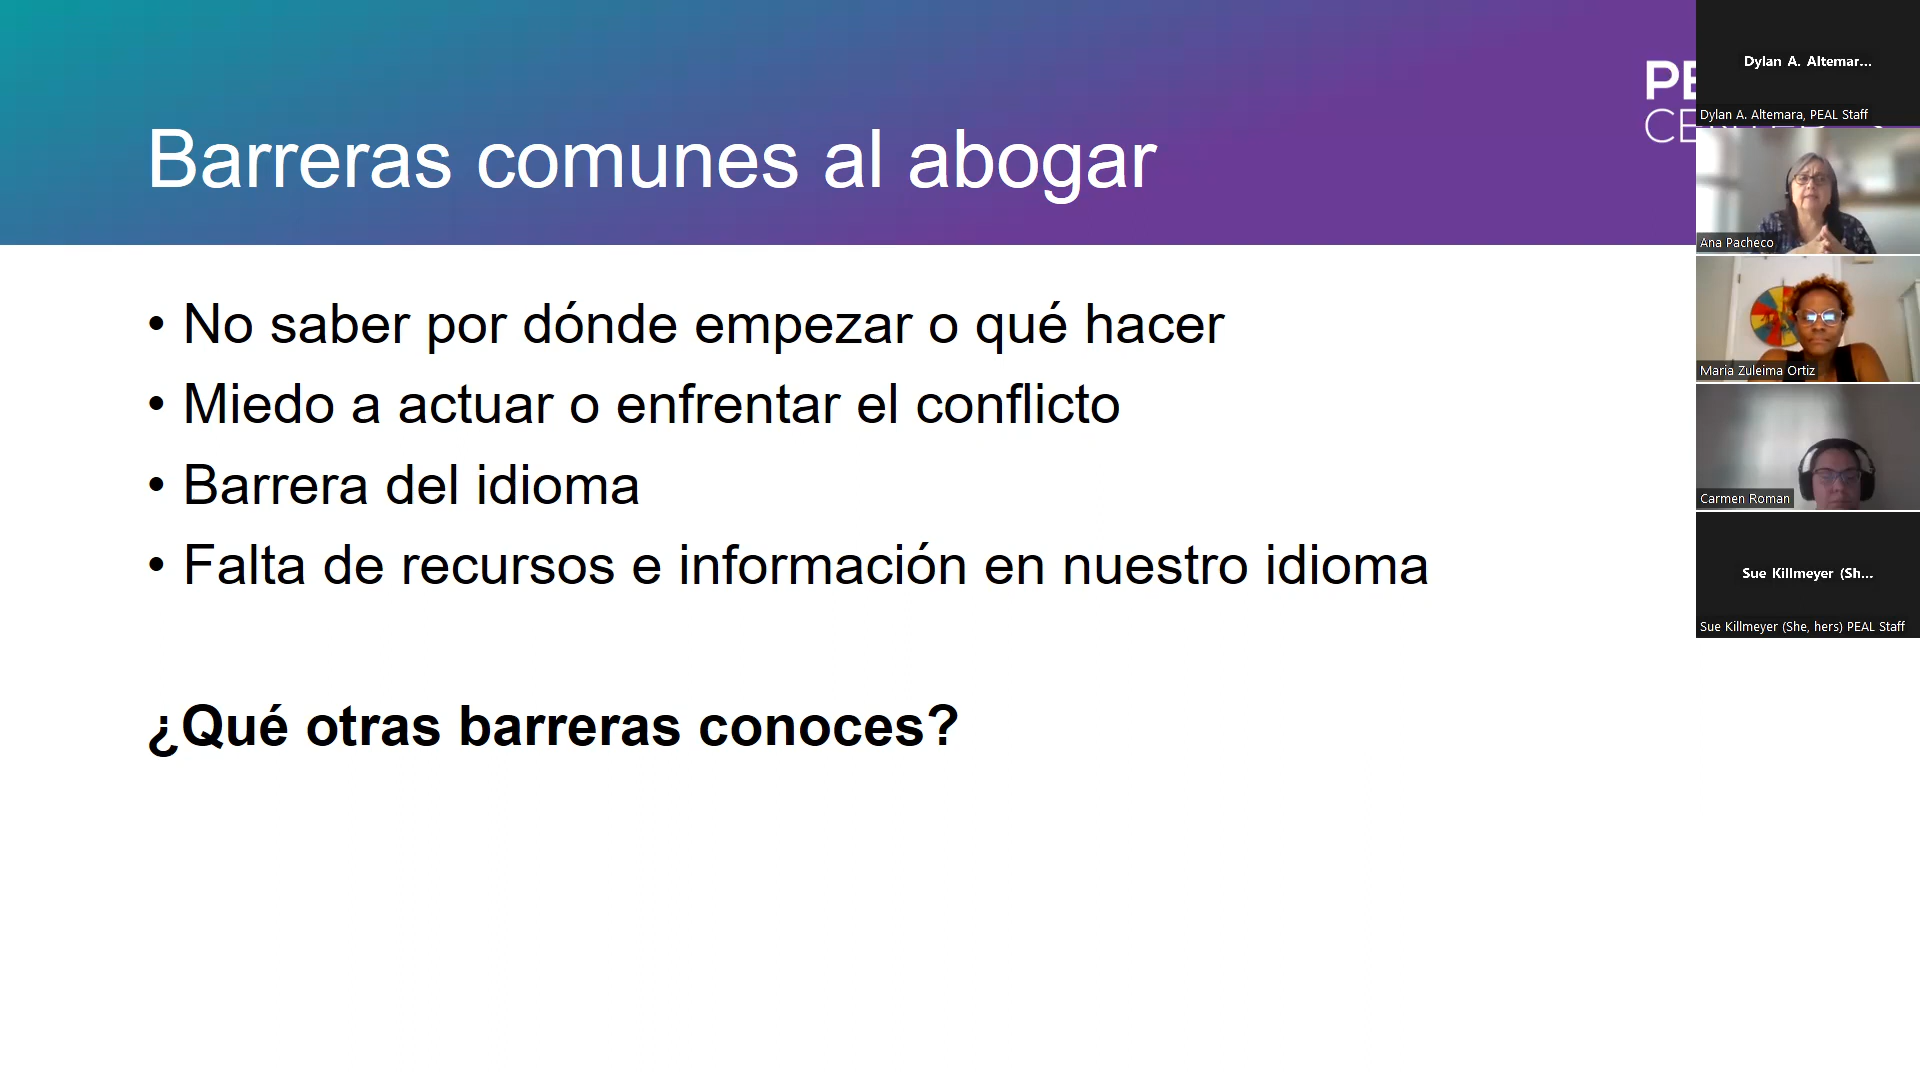 Barreras comunes al abogar
• No saber por dónde empezar o qué hacer
• Miedo a actuar o enfrentar el conflicto
• Barrera del idioma
• Falta de recursos e información en nuestro idioma
¿Qué otras barreras conoces?
Dylan A. Altemar...
Dylan A. Altemara, PEAL Staff
Ana Pacheco
Maria Zuleima Ortiz
Carmen Roman
Sue Killmeyer (Sh...
Sue Killmeyer (She, hers) PEAL Staff